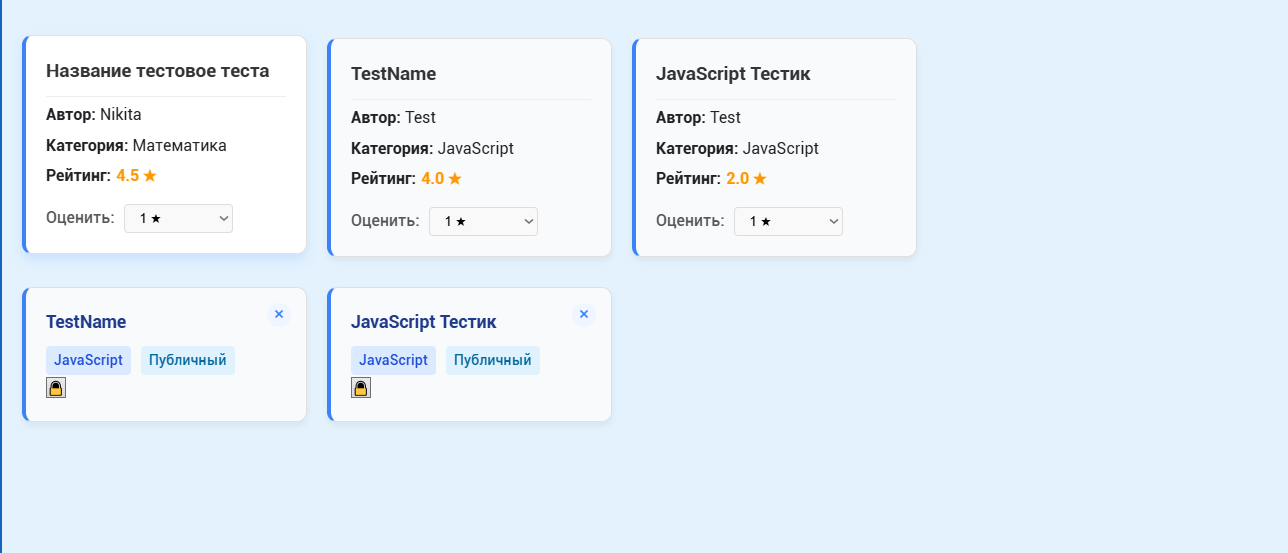 Название тестовое теста
Автор: Nikita
Категория: Математика
Рейтинг: 4.5 ★
Оценить: 1 ★
TestName
Автор: Test
Категория: JavaScript
Рейтинг: 4.0 ★
Оценить: 1 ★
JavaScript Тестик
Автор: Test
Категория: JavaScript
Рейтинг: 2.0 ★
Оценить: 1 ★
TestName ×
JavaScript Публичный
JavaScript Тестик ×
JavaScript Публичный